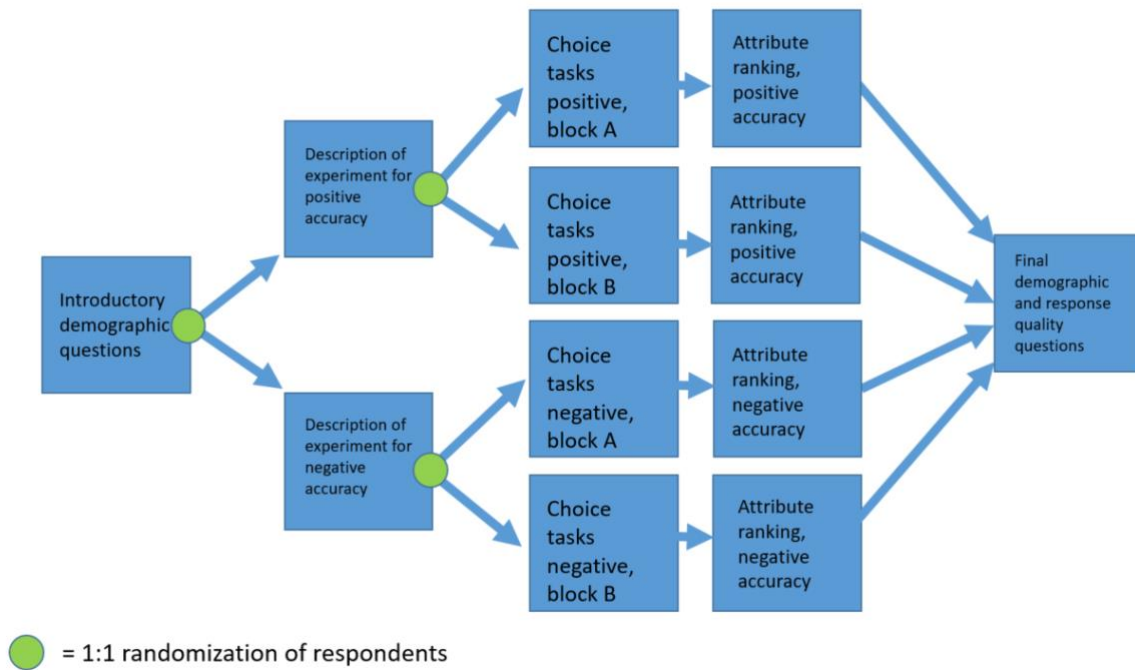 Introductory
demographic
questions
Description of
experiment for
positive
accuracy
Description of
experiment for
negative
accuracy
Choice
tasks
positive,
block A
Attribute
ranking,
positive
accuracy
Choice
tasks
positive,
block B
Attribute
ranking,
positive
accuracy
Choice
tasks
negative,
block A
Attribute
ranking,
negative
accuracy
Choice
tasks
negative,
block B
Attribute
ranking,
negative
accuracy
Final
demographic
and response
quality
questions
= 1:1 randomization of respondents